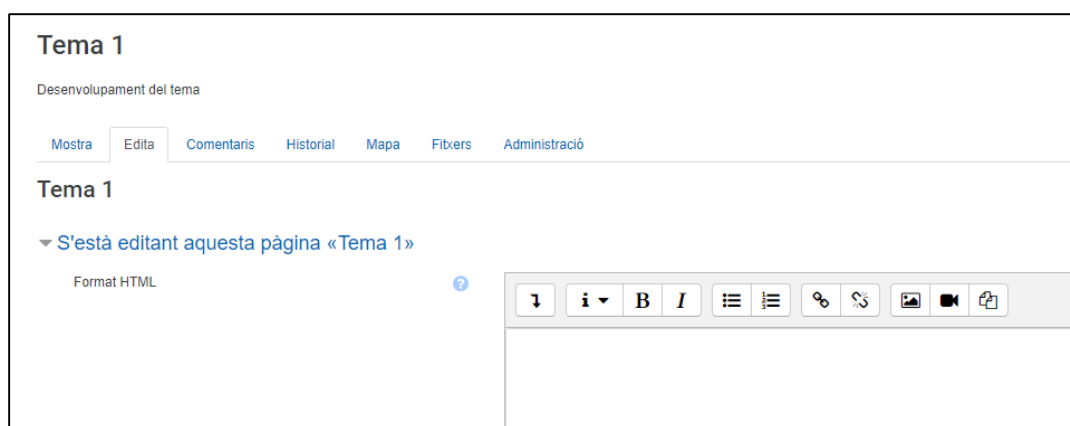 Tema 1
Desenvolupament del tema
Mostra Edita Comentaris Historial Mapa Fitxers Administració
Tema 1
S'està editant aquesta pàgina «Tema 1»
Format HTML ? i B I